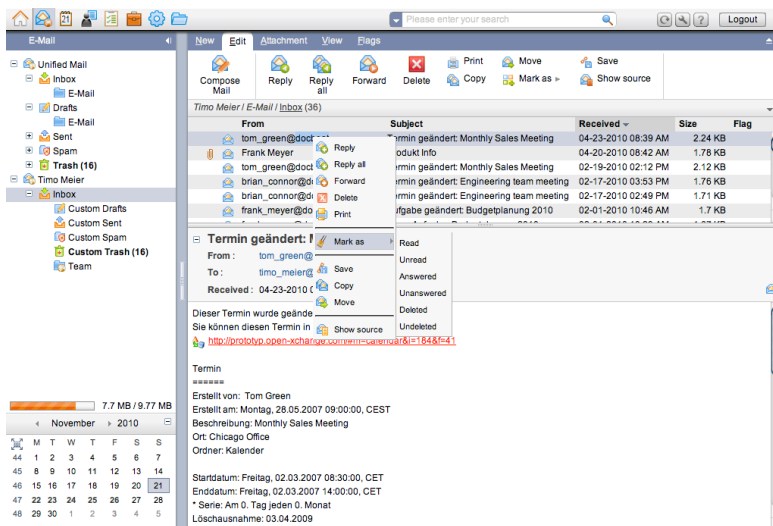 21
Please enter your search
Logout
E-Mail
New Edit Attachment View Flags
Compose Mail
Reply
Reply all
Forward
Delete
Print
Copy
Move
Mark as
Save
Show source
Unified Mail
Inbox
E-Mail
Drafts
E-Mail
Sent
Spam
Trash (16)
Timo Meier
Inbox
Custom Drafts
Custom Sent
Custom Spam
Custom Trash (16)
Team
Timo Meier / E-Mail / Inbox (36)
From Subject Received Size Flag
tom_green@ Termin geändert: Monthly Sales Meeting 04-23-2010 08:39 AM 2.24 KB
Frank Meyer Info 04-20-2010 08:42 AM 1.78 KB
tom_green@ geändert: Monthly Sales Meeting 02-19-2010 02:12 PM 2.12 KB
brian_connor@ geändert: Engineering team meeting 02-17-2010 03:53 PM 1.76 KB
brian_connor@ geändert: Engineering team meeting 02-17-2010 02:49 PM 1.71 KB
frank_meyer@ geändert: Budgetplanung 2010 02-01-2010 10:46 AM 1.7 KB
Reply
Reply all
Forward
Delete
Print
Mark as
Save
Copy
Move
Show source
Read
Unread
Answered
Unanswered
Deleted
Undeleted
Termin geändert:
From : tom_green@
To : timo_meier@
Received : 04-23-2010
Dieser Termin wurde geände
Sie können diesen Termin in
http://prototyp.open-xchange.com/#m=calendar&i=184&f=41
Termin
======
Erstellt von: Tom Green
Erstellt am: Montag, 28.05.2007 09:00:00, CEST
Beschreibung: Monthly Sales Meeting
Ort: Chicago Office
Ordner: Kalender
Startdatum: Freitag, 02.03.2007 08:30:00, CET
Enddatum: Freitag, 02.03.2007 14:00:00, CET
* Serie: Am 0. Tag jeden 0. Monat
Löschausnahme: 03.04.2009
7.7 MB / 9.77 MB
November 2010
M T W T F S S
44 1 2 3 4 5 6 7
45 8 9 10 11 12 13 14
46 15 16 17 18 19 20 21
47 22 23 24 25 26 27 28
48 29 30 1 2 3 4 5